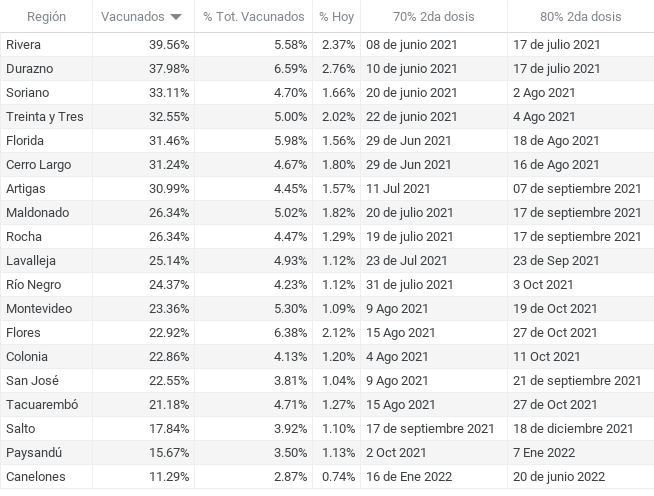 Región Vacunados % Tot. Vacunados % Hoy 70% 2da dosis 80% 2da dosis
Rivera 39.56% 5.58% 2.37% 08 de junio 2021 17 de julio 2021
Durazno 37.98% 6.59% 2.76% 10 de junio 2021 17 de julio 2021
Soriano 33.11% 4.70% 1.66% 20 de junio 2021 2 Ago 2021
Treinta y Tres 32.55% 5.00% 2.02% 22 de junio 2021 4 Ago 2021
Florida 31.46% 5.98% 1.56% 29 de Jun 2021 18 de Ago 2021
Cerro Largo 31.24% 4.67% 1.80% 29 de Jun 2021 16 de Ago 2021
Artigas 30.99% 4.45% 1.57% 11 Jul 2021 07 de septiembre 2021
Maldonado 26.34% 5.02% 1.82% 20 de julio 2021 17 de septiembre 2021
Rocha 26.34% 4.47% 1.29% 19 de julio 2021 17 de septiembre 2021
Lavalleja 25.14% 4.93% 1.12% 23 de Jul 2021 23 de Sep 2021
Río Negro 24.37% 4.23% 1.12% 31 de julio 2021 3 Oct 2021
Montevideo 23.36% 5.30% 1.09% 9 Ago 2021 19 de Oct 2021
Flores 22.92% 6.38% 2.12% 15 Ago 2021 27 de Oct 2021
Colonia 22.86% 4.13% 1.20% 4 Ago 2021 11 Oct 2021
San José 22.55% 3.81% 1.04% 9 Ago 2021 21 de septiembre 2021
Tacuarembó 21.18% 4.71% 1.27% 15 Ago 2021 27 de Oct 2021
Salto 17.84% 3.92% 1.10% 17 de septiembre 2021 18 de diciembre 2021
Paysandú 15.67% 3.50% 1.13% 2 Oct 2021 7 Ene 2022
Canelones 11.29% 2.87% 0.74% 16 de Ene 2022 20 de junio 2022